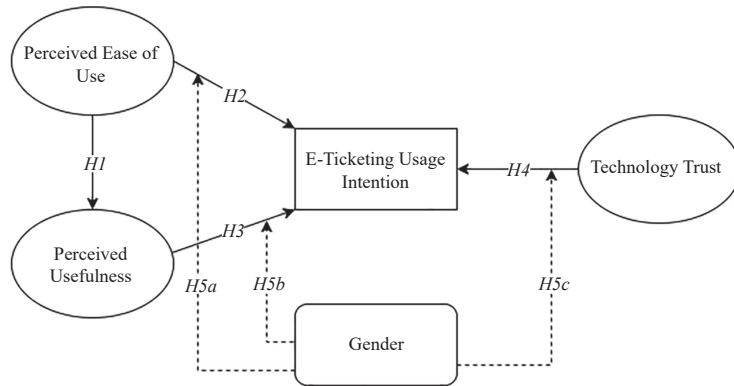 Perceived Ease of
Use
H2
H1
E-Ticketing Usage
Intention
H4
Technology Trust
Perceived
Usefulness
H3
H5a
H5b
H5c
Gender